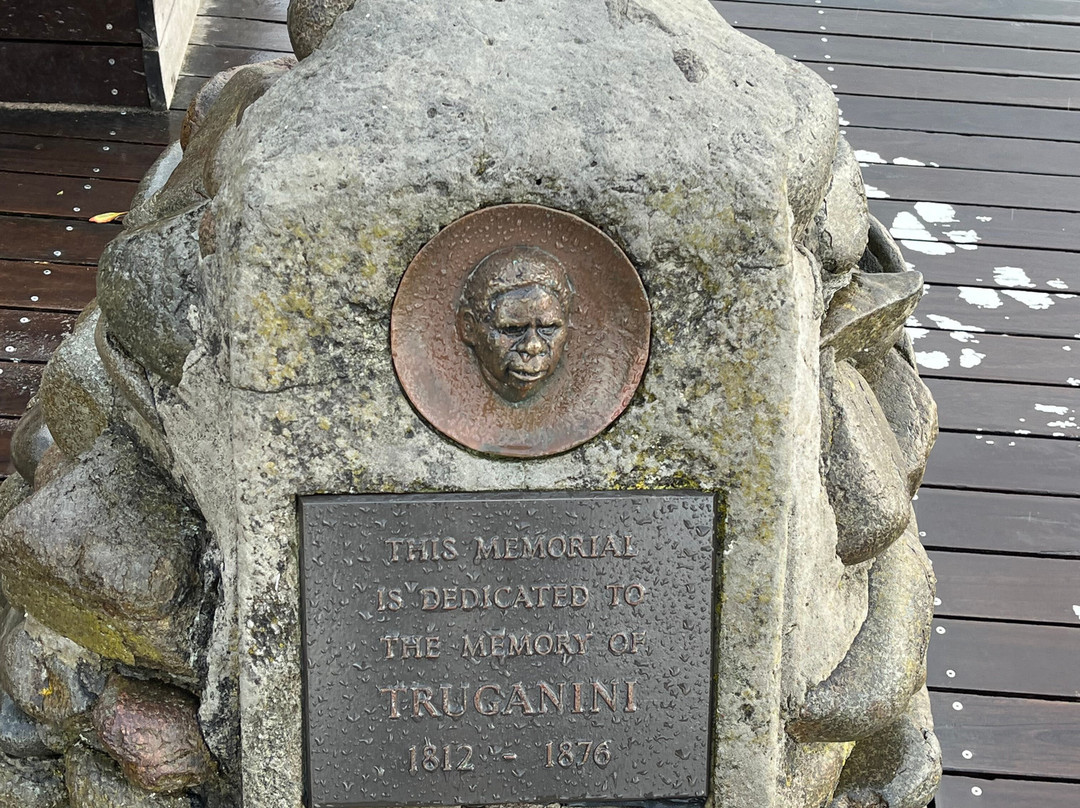 THIS MEMORIAL
IS DEDICATED TO
THE MEMORY OF
TRUGANINI
1812 - 1876